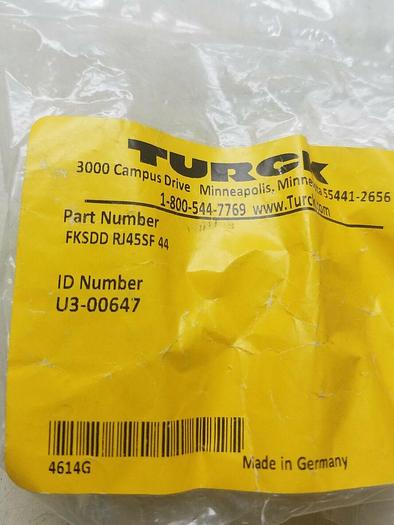 TURCK
3000 Campus Drive Minneapolis, Minnesota 55441-2656
1-800-544-7769 www.Turck.com
Part Number
FKSDD RJ45SF 44
ID Number
U3-00647
4614G
Made in Germany